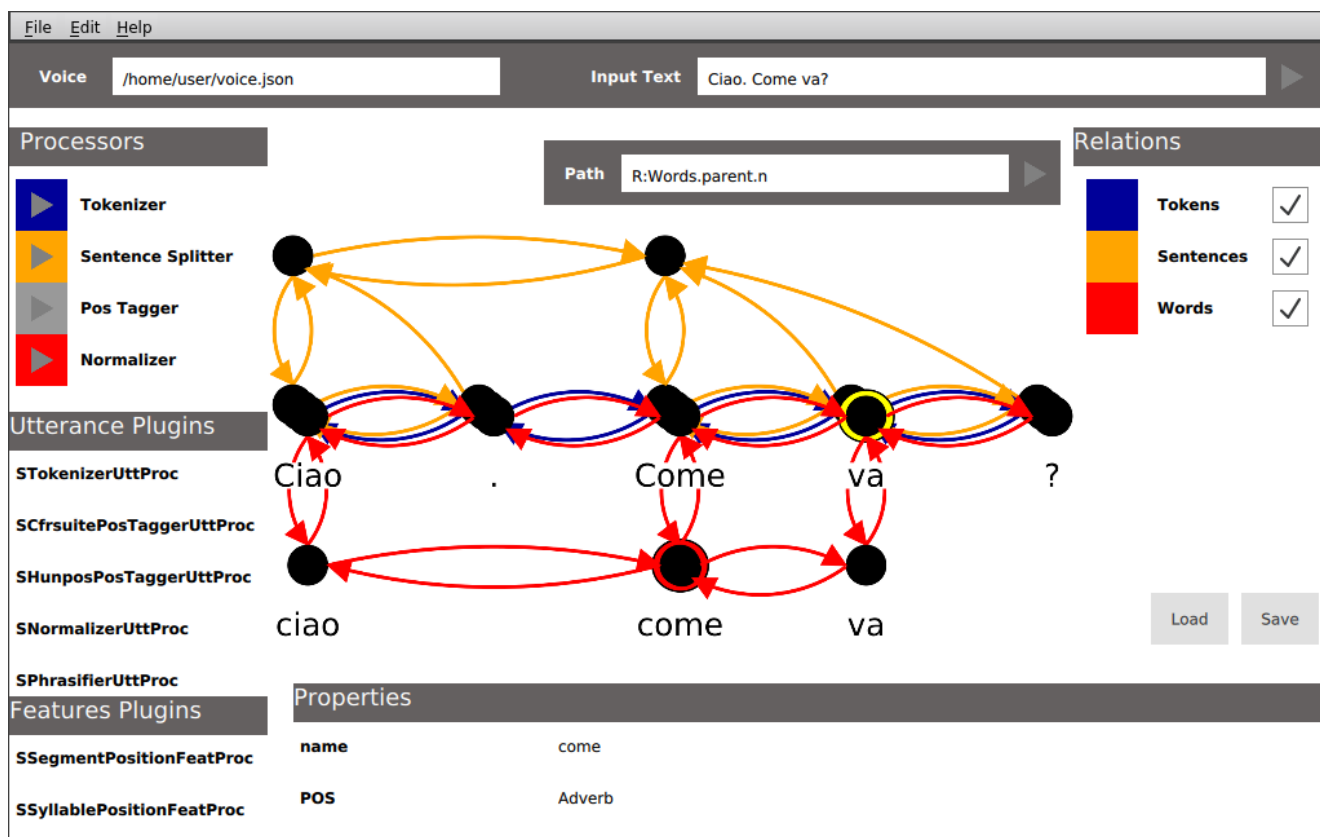 File Edit Help
Voice /home/user/voice.json Input Text Ciao. Come va?
Processors
Tokenizer
Sentence Splitter
Pos Tagger
Normalizer
Path R:Words.parent.n
Relations
Tokens
Sentences
Words
Utterance Plugins
STokenizerUttProc
SCfrsuitePosTaggerUttProc
SHunposPosTaggerUttProc
SNormalizerUttProc
SPhrasifierUttProc
Features Plugins
SSegmentPositionFeatProc
SSyllablePositionFeatProc
Ciao . Come va ?
ciao come va
Load Save
Properties
name come
POS Adverb